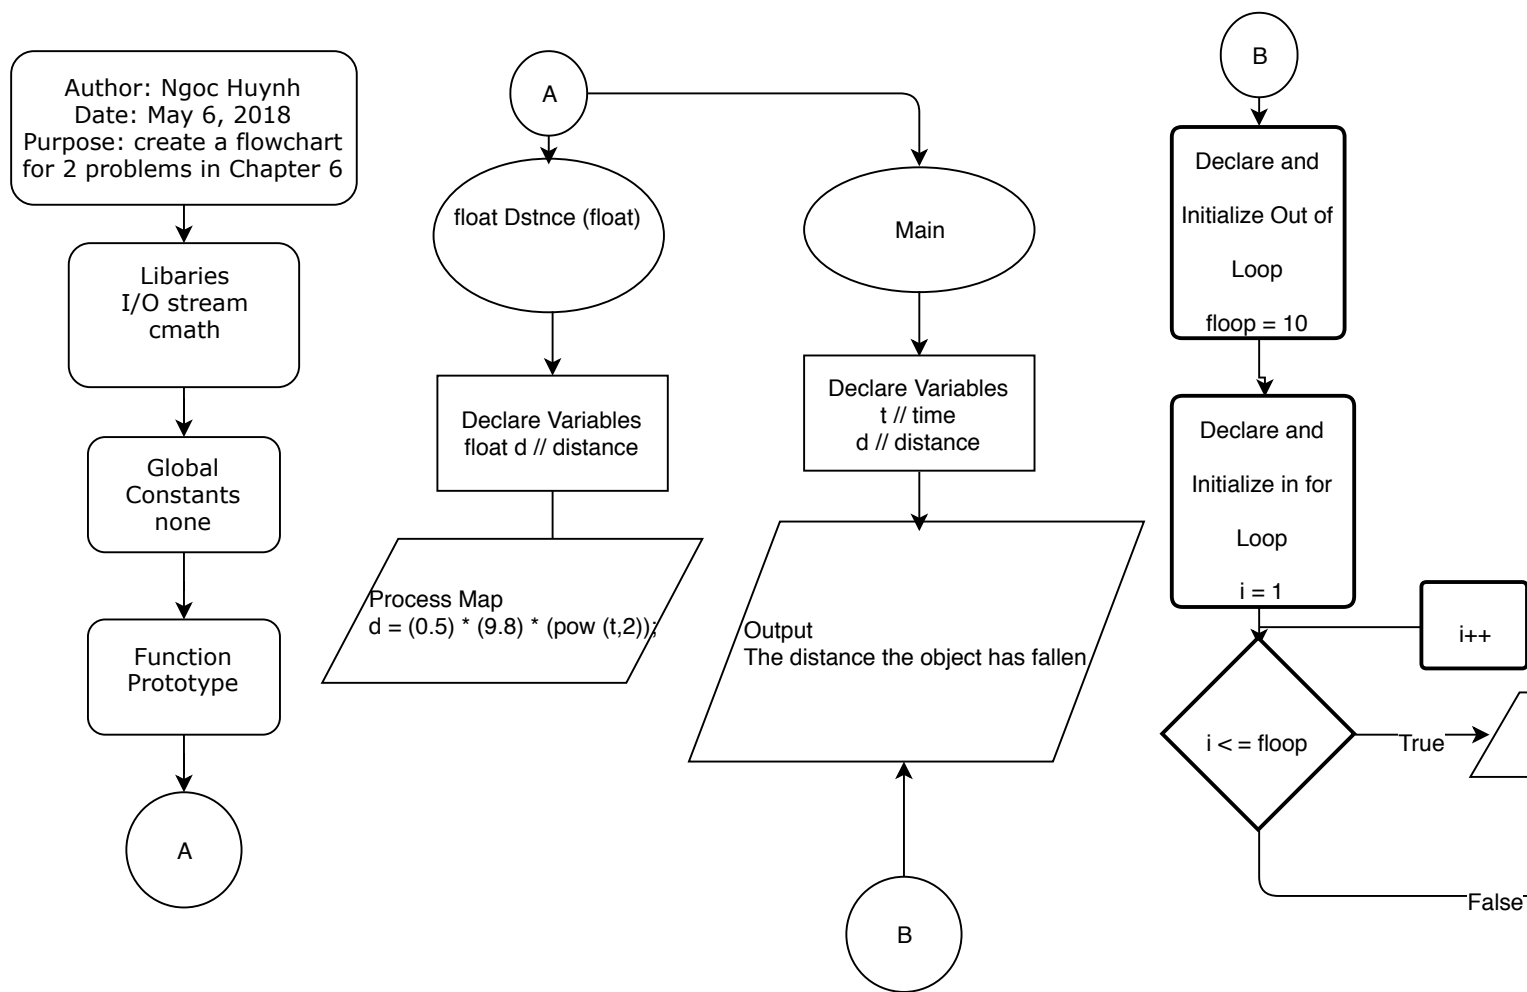 Author: Ngoc Huynh
Date: May 6, 2018
Purpose: create a flowchart
for 2 problems in Chapter 6
Libaries
I/O stream
cmath
Global
Constants
none
Function
Prototype
A
A
float Dstnce (float)
Declare Variables
float d // distance
Process Map
d = (0.5) * (9.8) * (pow (t,2));
Main
Declare Variables
t // time
d // distance
Output
The distance the object has fallen
B
B
Declare and
Initialize Out of
Loop
floop = 10
Declare and
Initialize in for
Loop
i = 1
i++
i < = floop
True
False